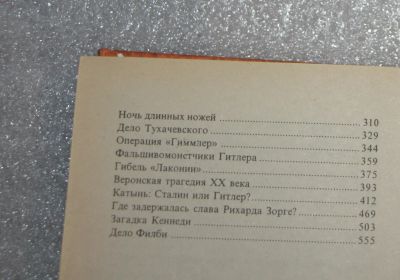 Ночь длинных ножей 310
Дело Тухачевского 329
Операция «Гиммлер» 344
Фальшивомонетчики Гитлера 359
Гибель «Лаконии» 375
Веронская трагедия XX века 393
Катынь: Сталин или Гитлер? 412
Где задержалась слава Рихарда Зорге? 469
Загадка Кеннеди 503
Дело Филби 555